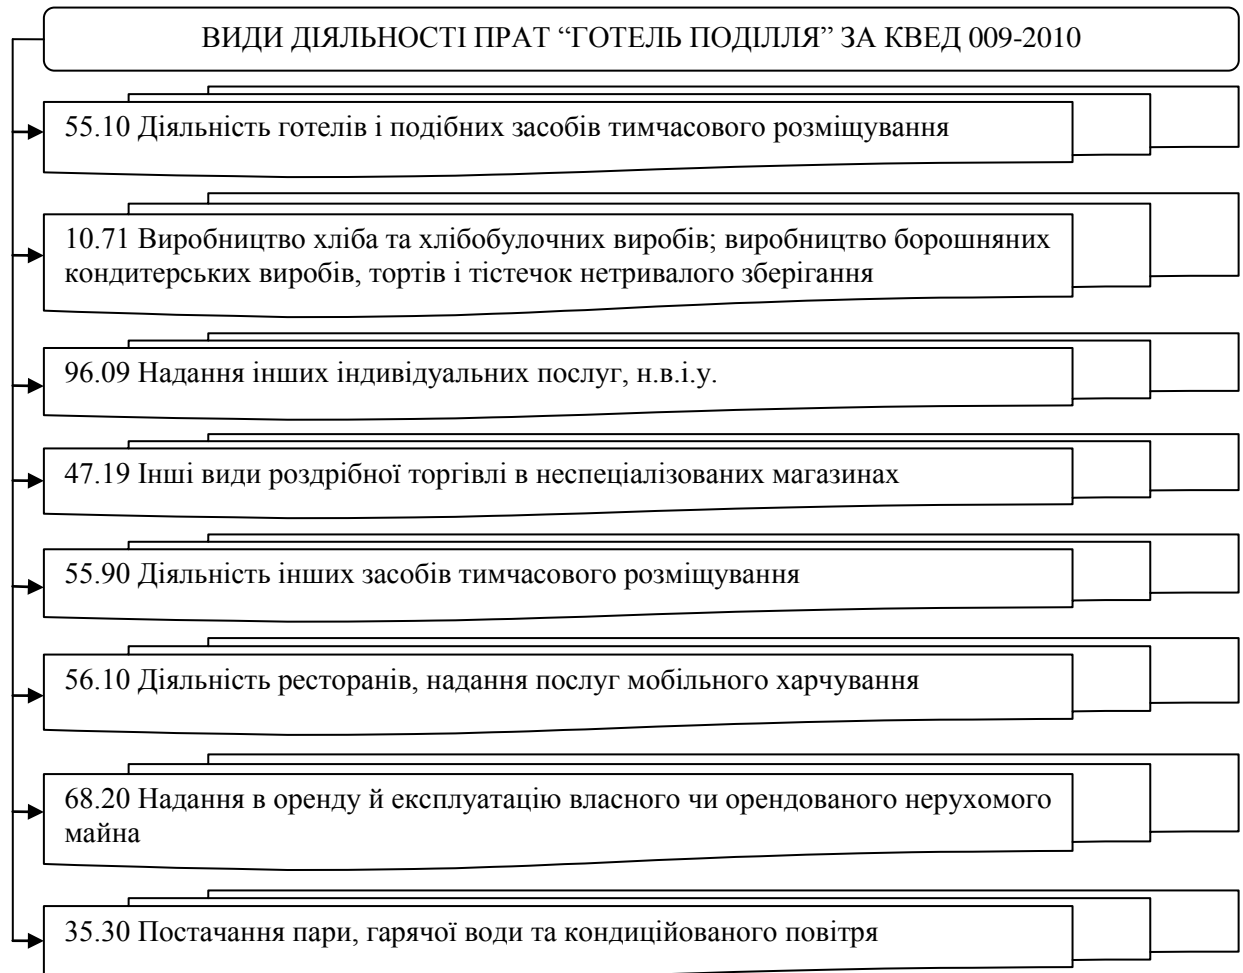 ВИДИ ДІЯЛЬНОСТІ ПРАТ “ГОТЕЛЬ ПОДІЛЛЯ” ЗА КВЕД 009-2010
55.10 Діяльність готелів і подібних засобів тимчасового розміщування
10.71 Виробництво хліба та хлібобулочних виробів; виробництво борошняних
кондитерських виробів, тортів і тістечок нетривалого зберігання
96.09 Надання інших індивідуальних послуг, н.в.і.у.
47.19 Інші види роздрібної торгівлі в неспеціалізованих магазинах
55.90 Діяльність інших засобів тимчасового розміщування
56.10 Діяльність ресторанів, надання послуг мобільного харчування
68.20 Надання в оренду й експлуатацію власного чи орендованого нерухомого
майна
35.30 Постачання пари, гарячої води та кондиційованого повітря